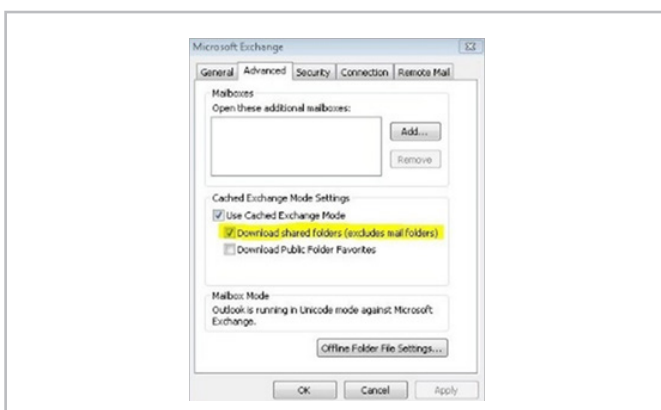 Microsoft Exchange
General Advanced Security Connection Remote Mail
Mailboxes
Open these additional mailboxes:
Add...
Remove
Cached Exchange Mode Settings
Use Cached Exchange Mode
Download shared folders (excludes mail folders)
Download Public Folder Favorites
Mailbox Mode
Outlook is running in Unicode mode against Microsoft
Exchange.
Offline Folder File Settings...
OK Cancel Apply